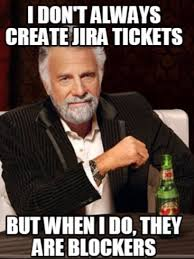 I DON'T ALWAYS
CREATE JIRA TICKETS
BUT WHEN I DO, THEY
ARE BLOCKERS